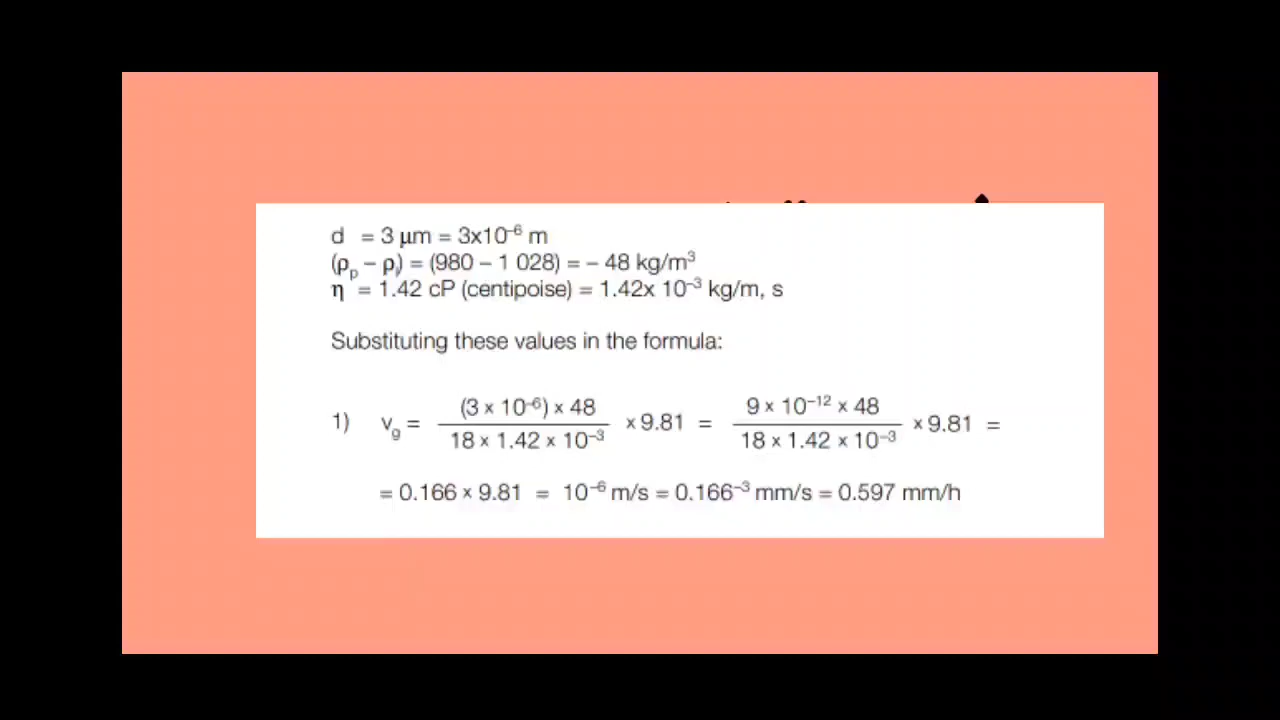 d = 3 µm = 3x10⁻⁶ m
(ρp – ρl) = (980 – 1 028) = – 48 kg/m³
η = 1.42 cP (centipoise) = 1.42x 10⁻³ kg/m, s
Substituting these values in the formula:
1) vg = (3 x 10⁻⁶) x 48 / 18 x 1.42 x 10⁻³ x 9.81 = 9 x 10⁻¹² x 48 / 18 x 1.42 x 10⁻³ x 9.81 =
= 0.166 x 9.81 = 10⁻⁶ m/s = 0.166⁻³ mm/s = 0.597 mm/h